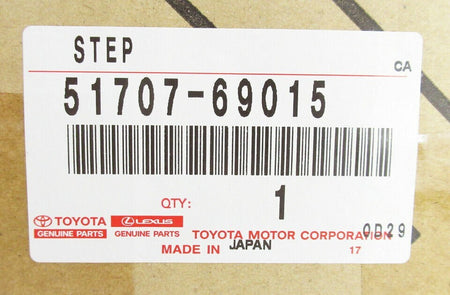 STEP
CA
51707-69015
QTY: 1
TOYOTA LEXUS
GENUINE PARTS GENUINE PARTS
TOYOTA MOTOR CORPORATION 0D29
MADE IN JAPAN 17